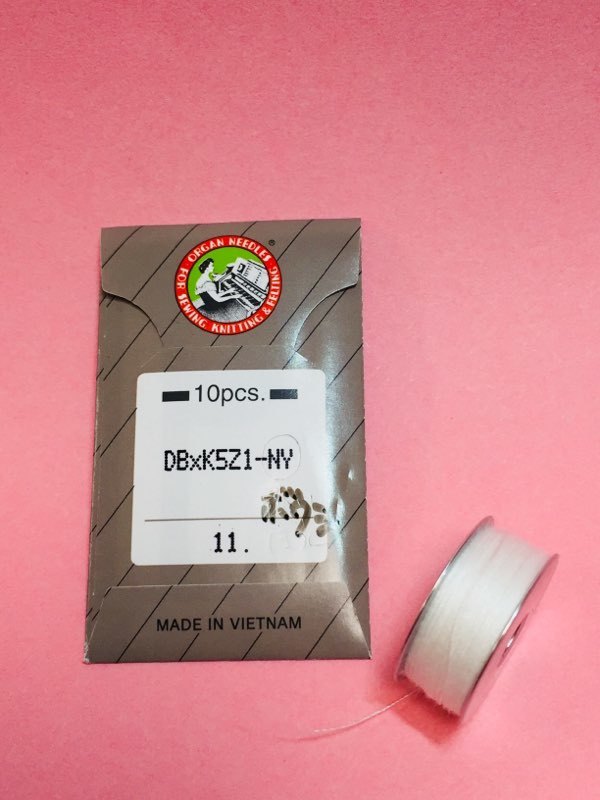 ORGAN NEEDLES ®
FOR SEWING KNITTING & FELTING
10pcs.
DBxK5Z1-NY
11.
MADE IN VIETNAM